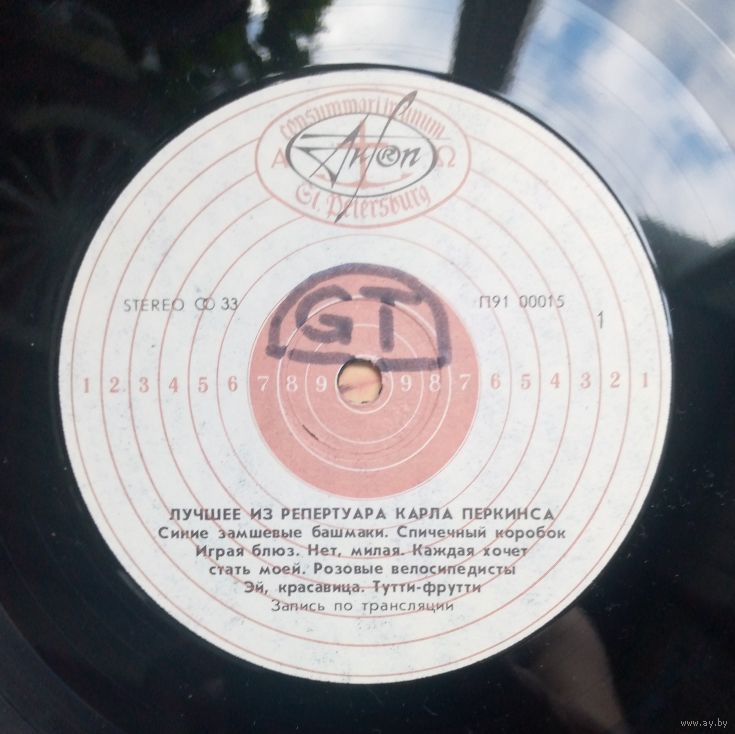 Consummari in unum
Α Ω
Antrop
St. Petersburg
STEREO 33
П91 00015
1
GT
1 2 3 4 5 6 7 8 9 9 8 7 6 5 4 3 2 1
ЛУЧШЕЕ ИЗ РЕПЕРТУАРА КАРЛА ПЕРКИНСА
Синие замшевые башмаки. Спичечный коробок
Играя блюз. Нет, милая. Каждая хочет
стать моей. Розовые велосипедисты
Эй, красавица. Тутти-фрутти
Запись по трансляции
www.ay.by